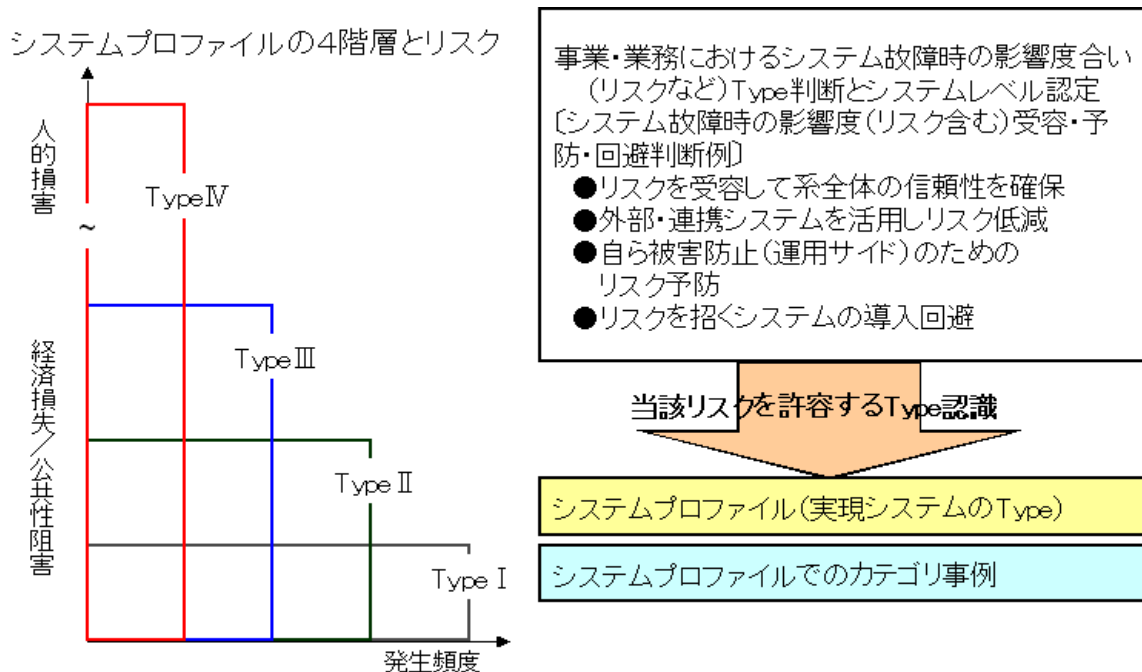 システムプロファイルの4階層とリスク
人的損害
～
経済損失／公共性阻害
TypeⅣ
TypeⅢ
TypeⅡ
TypeⅠ
発生頻度
事業・業務におけるシステム故障時の影響度合い
（リスクなど）Type判断とシステムレベル認定
〔システム故障時の影響度（リスク含む）受容・予
防・回避判断例〕
●リスクを受容して系全体の信頼性を確保
●外部・連携システムを活用しリスク低減
●自ら被害防止（運用サイド）のための
リスク予防
●リスクを招くシステムの導入回避
当該リスクを許容するType認識
システムプロファイル（実現システムのType）
システムプロファイルでのカテゴリ事例